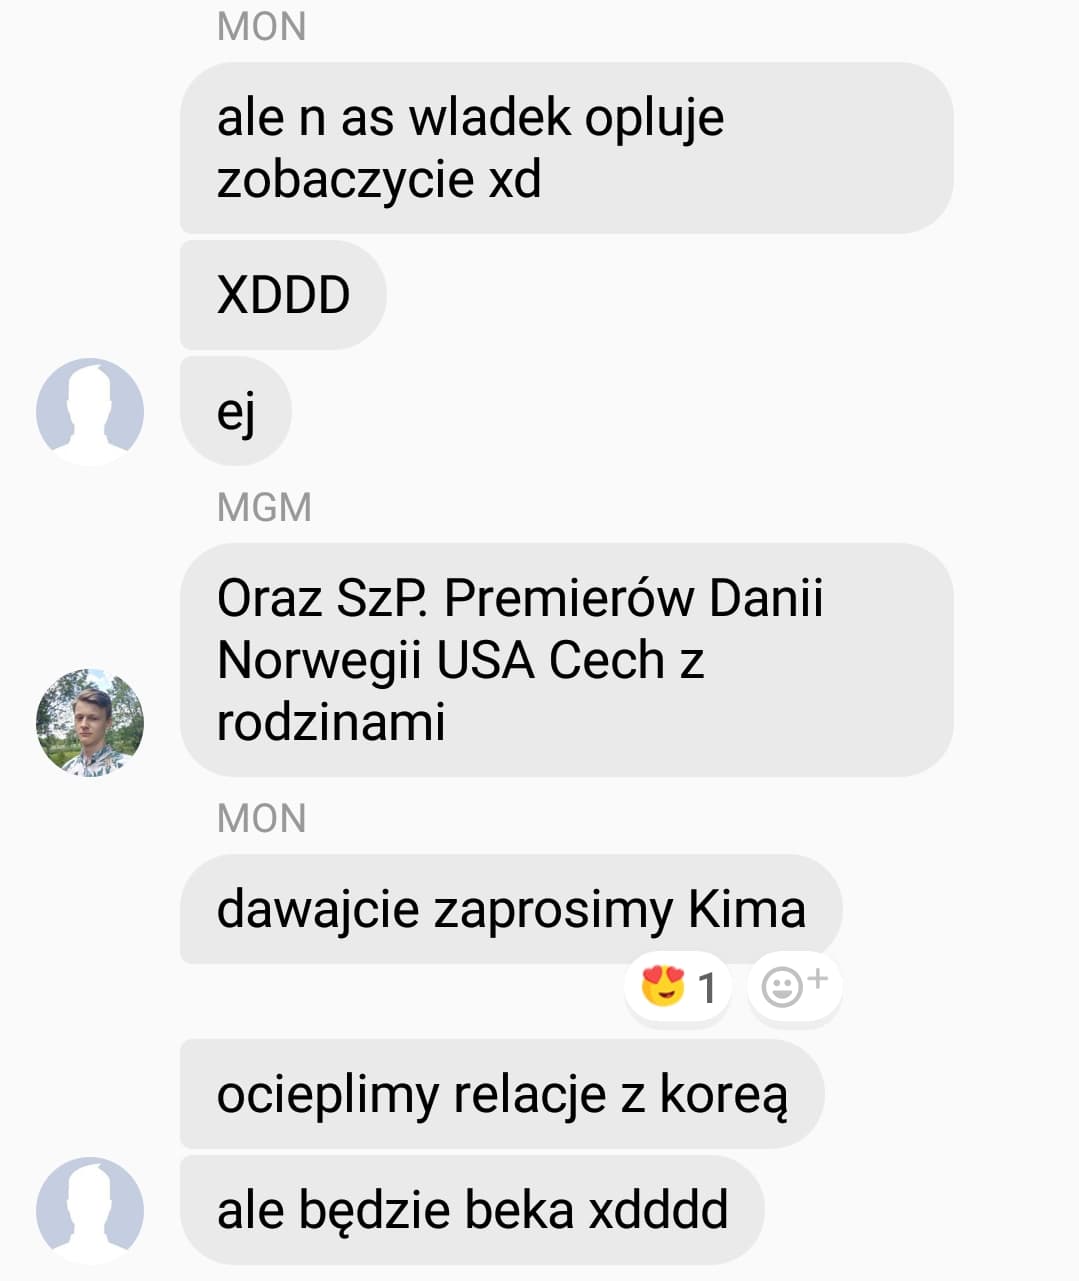 MON
ale n as wladek opluje
zobaczycie xd
XDDD
ej
MGM
Oraz SzP. Premierów Danii
Norwegii USA Cech z
rodzinami
MON
dawajcie zaprosimy Kima
1
ocieplimy relacje z koreą
ale będzie beka xdddd